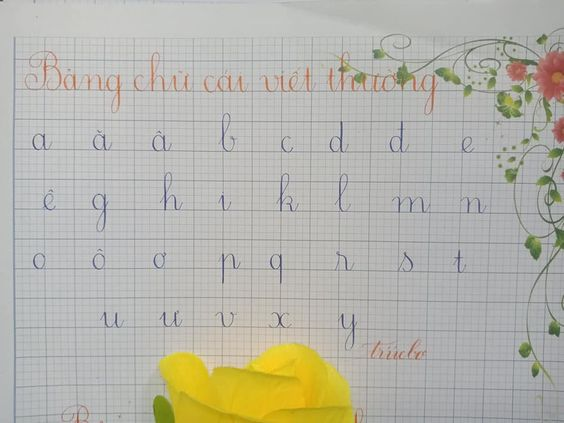 Bảng chữ cái viết thường
a ă â b c d đ e
ê g h i k l m n
o ô ơ p q r s t
u ư v x y